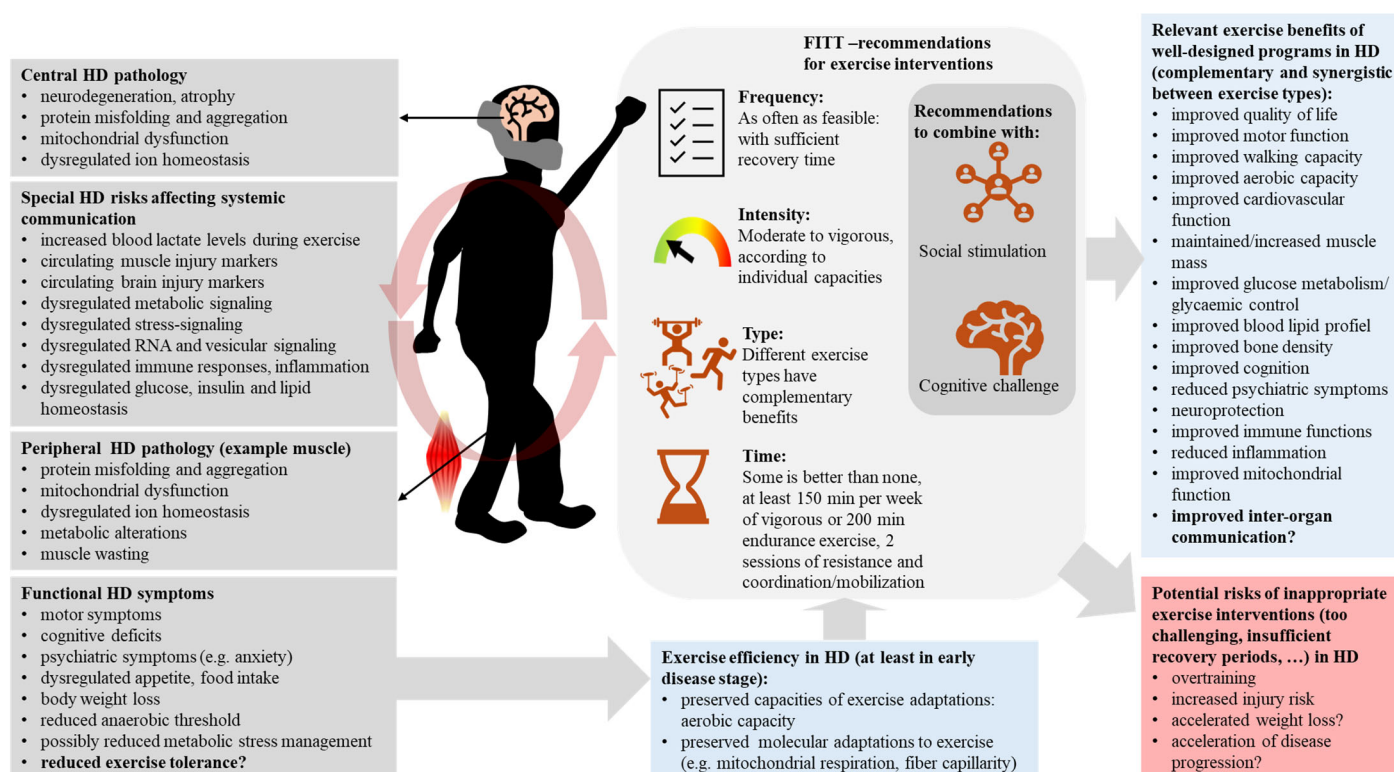 Central HD pathology
• neurodegeneration, atrophy
• protein misfolding and aggregation
• mitochondrial dysfunction
• dysregulated ion homeostasis
Special HD risks affecting systemic
communication
• increased blood lactate levels during exercise
• circulating muscle injury markers
• circulating brain injury markers
• dysregulated metabolic signaling
• dysregulated stress-signaling
• dysregulated RNA and vesicular signaling
• dysregulated immune responses, inflammation
• dysregulated glucose, insulin and lipid
homeostasis
Peripheral HD pathology (example muscle)
• protein misfolding and aggregation
• mitochondrial dysfunction
• dysregulated ion homeostasis
• metabolic alterations
• muscle wasting
Functional HD symptoms
• motor symptoms
• cognitive deficits
• psychiatric symptoms (e.g. anxiety)
• dysregulated appetite, food intake
• body weight loss
• reduced anaerobic threshold
• possibly reduced metabolic stress management
• reduced exercise tolerance?
FITT –recommendations
for exercise interventions
Frequency:
As often as feasible:
with sufficient
recovery time
Intensity:
Moderate to vigorous,
according to
individual capacities
Type:
Different exercise
types have
complementary
benefits
Time:
Some is better than none,
at least 150 min per week
of vigorous or 200 min
endurance exercise, 2
sessions of resistance and
coordination/mobilization
Recommendations
to combine with:
Social stimulation
Cognitive challenge
Exercise efficiency in HD (at least in early
disease stage):
• preserved capacities of exercise adaptations:
aerobic capacity
• preserved molecular adaptations to exercise
(e.g. mitochondrial respiration, fiber capillarity)
Relevant exercise benefits of
well-designed programs in HD
(complementary and synergistic
between exercise types):
• improved quality of life
• improved motor function
• improved walking capacity
• improved aerobic capacity
• improved cardiovascular
function
• maintained/increased muscle
mass
• improved glucose metabolism/
glycaemic control
• improved blood lipid profiel
• improved bone density
• improved cognition
• reduced psychiatric symptoms
• neuroprotection
• improved immune functions
• reduced inflammation
• improved mitochondrial
function
• improved inter-organ
communication?
Potential risks of inappropriate
exercise interventions (too
challenging, insufficient
recovery periods, …) in HD
• overtraining
• increased injury risk
• accelerated weight loss?
• acceleration of disease
progression?